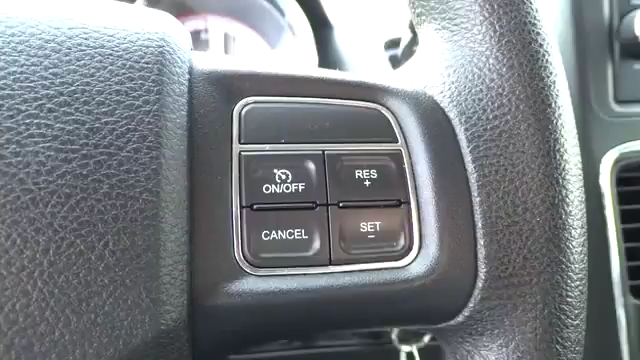 ON/OFF
RES
+
CANCEL
SET
–